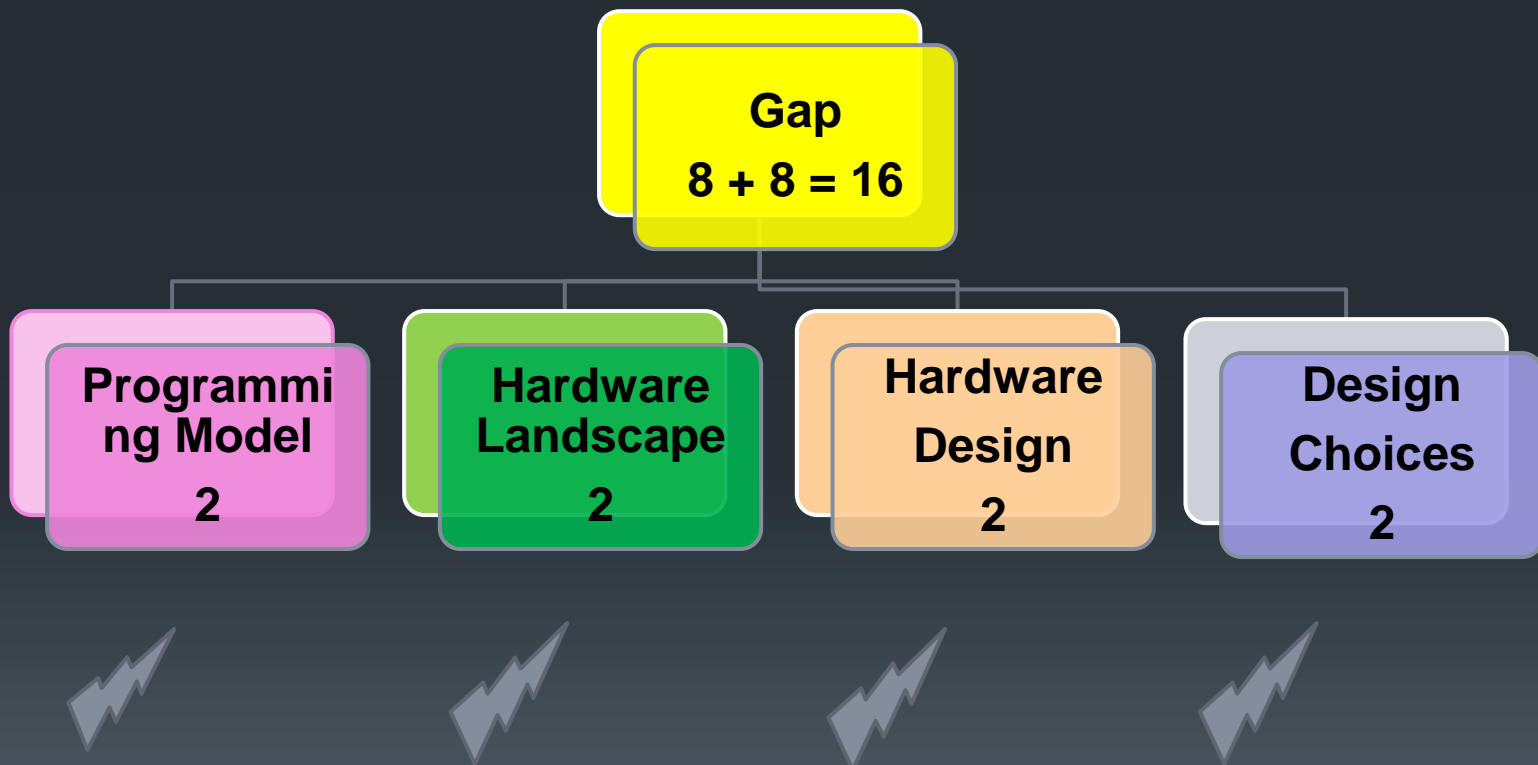 Gap
8 + 8 = 16
Programmi
ng Model
2
Hardware
Landscape
2
Hardware
Design
2
Design
Choices
2